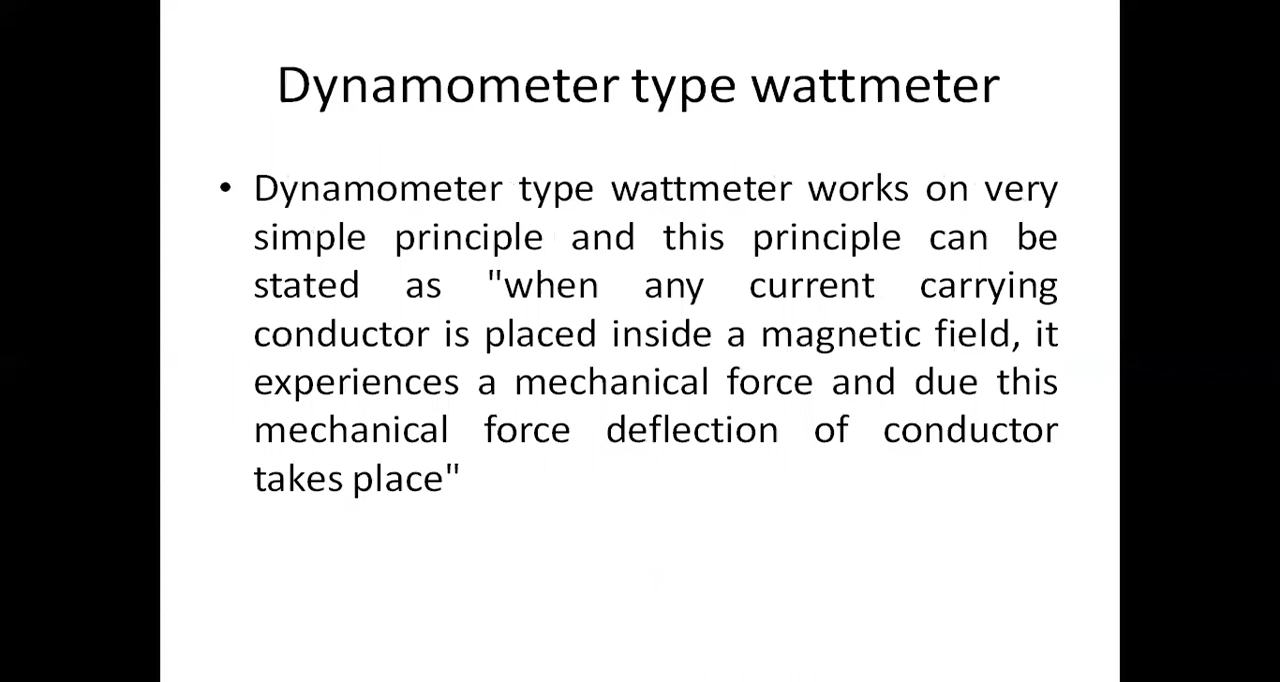 Dynamometer type wattmeter
• Dynamometer type wattmeter works on very
simple principle and this principle can be
stated as "when any current carrying
conductor is placed inside a magnetic field, it
experiences a mechanical force and due this
mechanical force deflection of conductor
takes place"